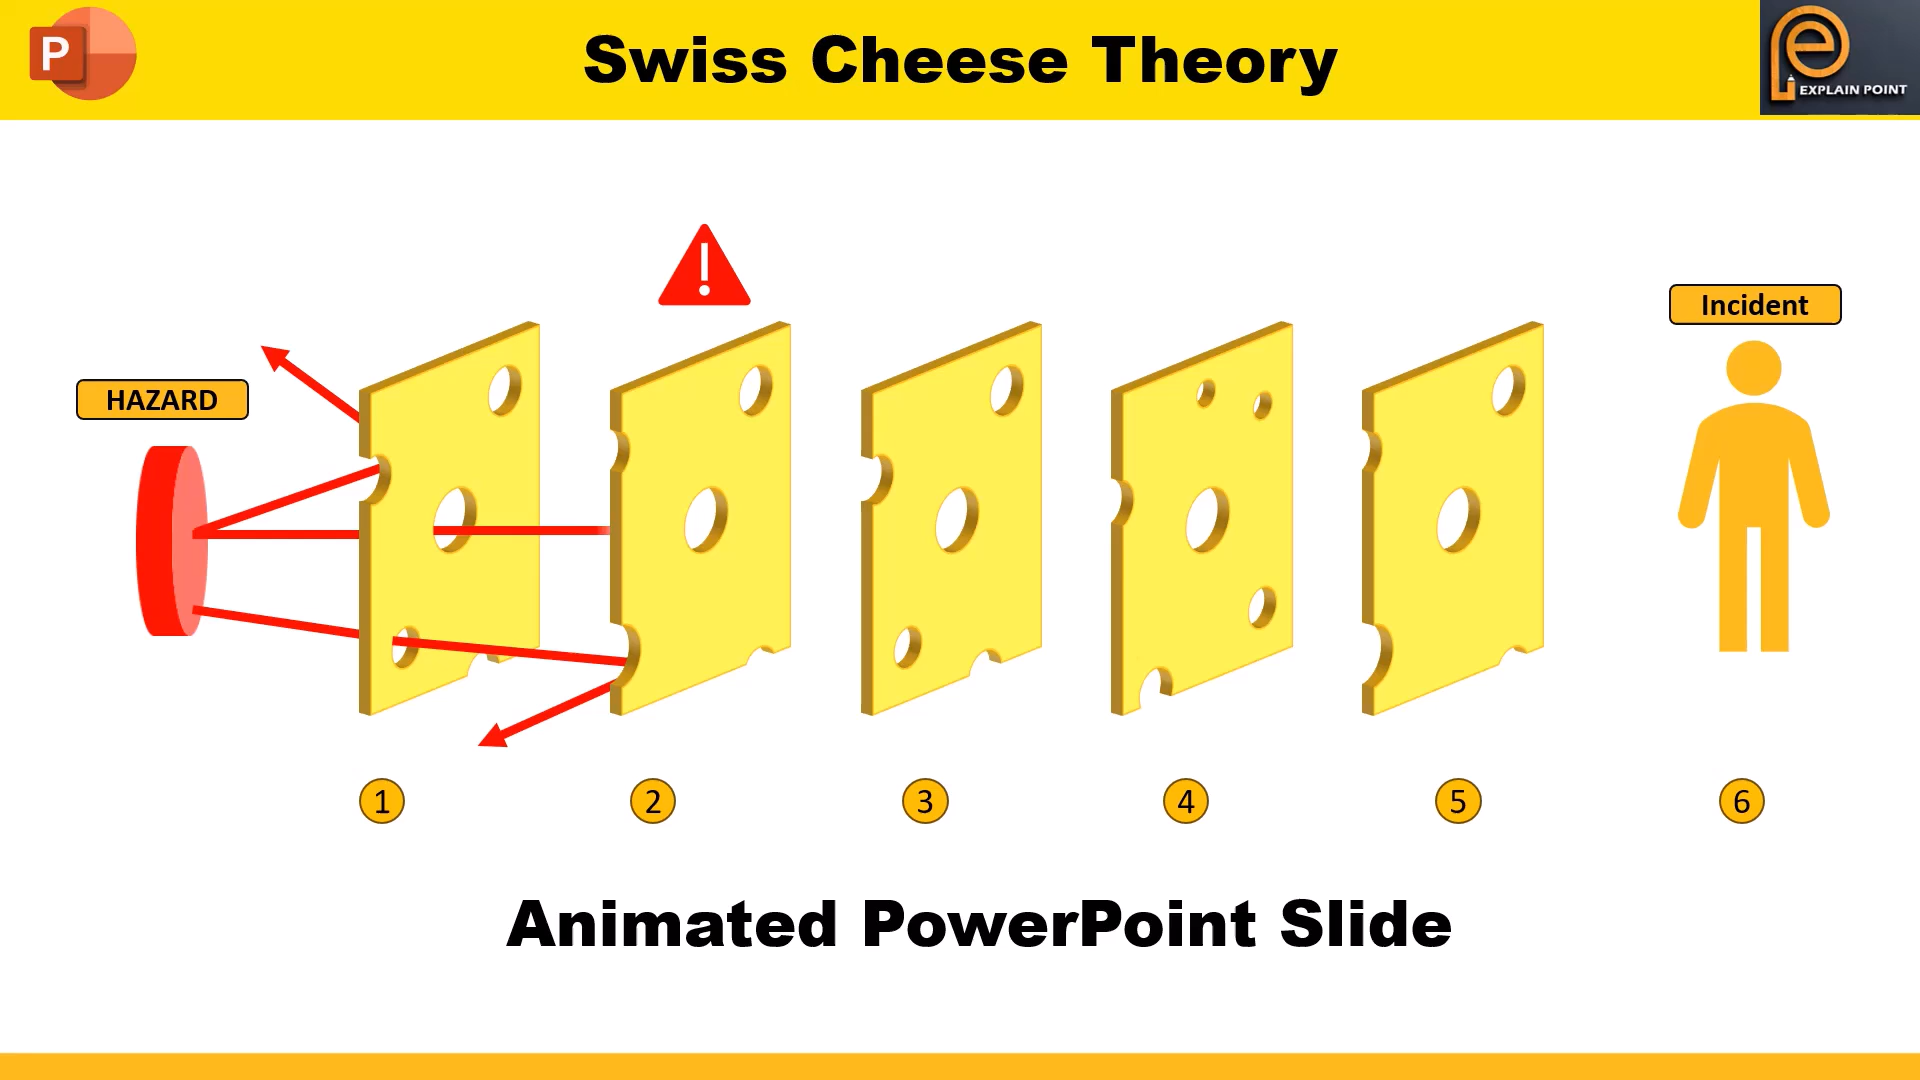 P
Swiss Cheese Theory
e
EXPLAIN POINT
!
Incident
HAZARD
1
2
3
4
5
6
Animated PowerPoint Slide